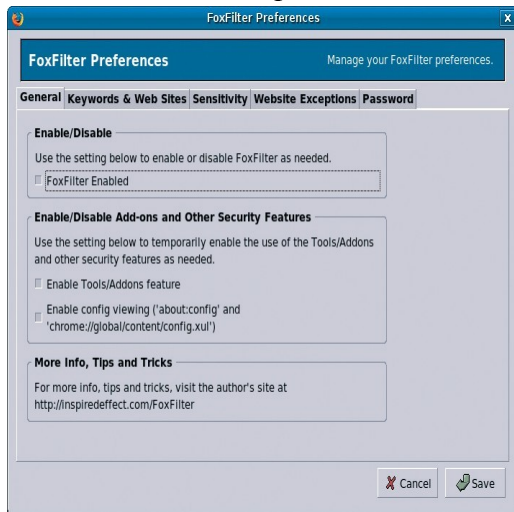 FoxFilter Preferences
X
FoxFilter Preferences
Manage your FoxFilter preferences.
General Keywords & Web Sites Sensitivity Website Exceptions Password
Enable/Disable
Use the setting below to enable or disable FoxFilter as needed.
FoxFilter Enabled
Enable/Disable Add-ons and Other Security Features
Use the setting below to temporarily enable the use of the Tools/Addons
and other security features as needed.
Enable Tools/Addons feature
Enable config viewing ('about:config' and
'chrome://global/content/config.xul')
More Info, Tips and Tricks
For more info, tips and tricks, visit the author's site at
http://inspiredeffect.com/FoxFilter
Cancel
Save